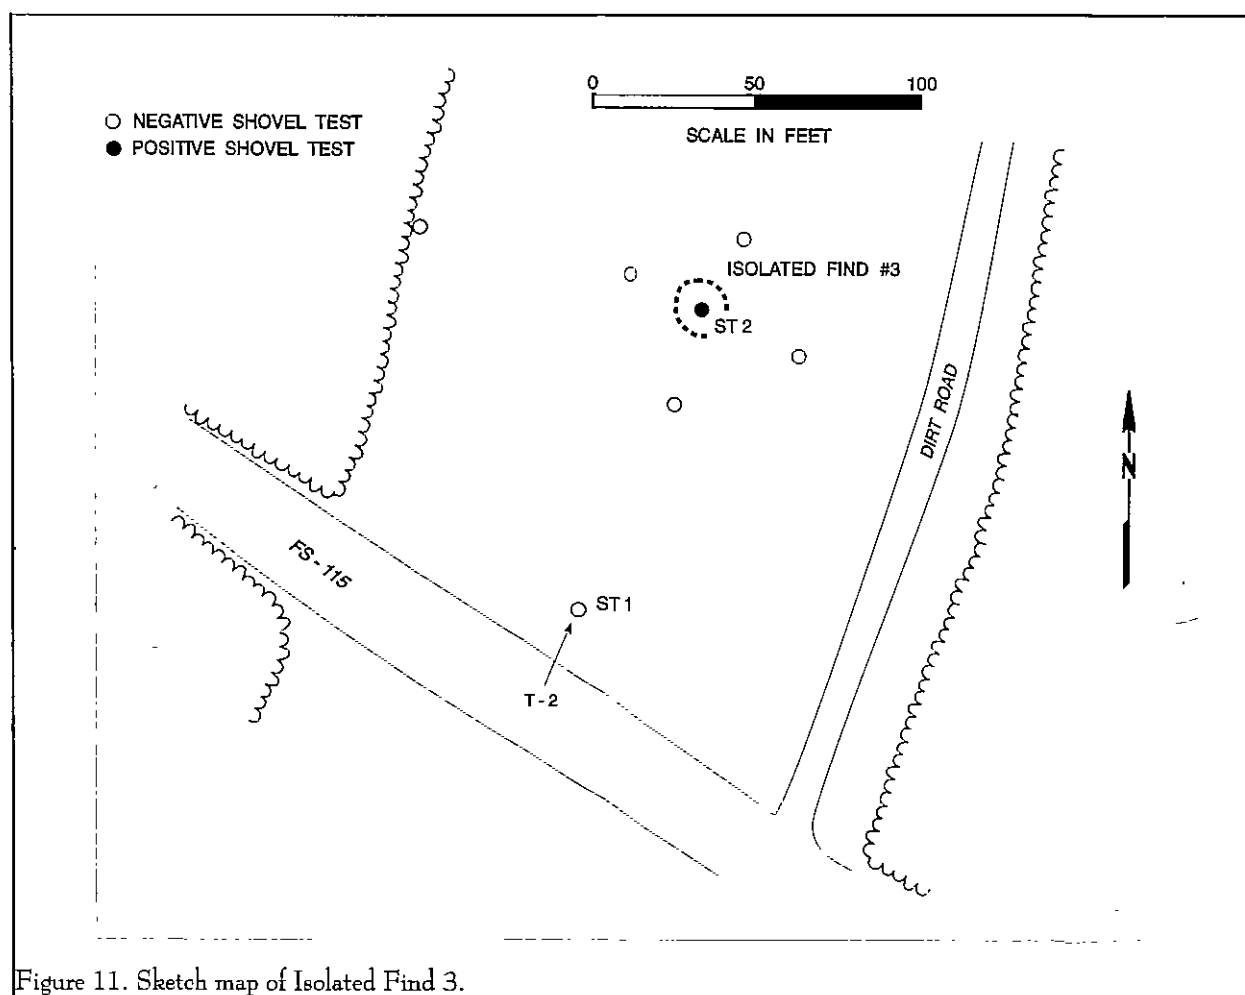 0 50 100
SCALE IN FEET
NEGATIVE SHOVEL TEST
POSITIVE SHOVEL TEST
ISOLATED FIND #3
ST 2
DIRT ROAD
N
FS-115
ST 1
T-2
Figure 11. Sketch map of Isolated Find 3.